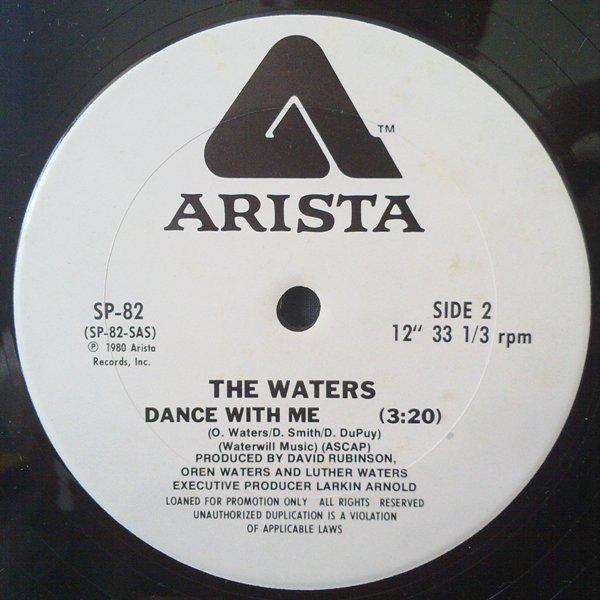 TM
ARISTA
SP-82
(SP-82-SAS)
℗ 1980 Arista
Records, Inc.
SIDE 2
12" 33 1/3 rpm
THE WATERS
DANCE WITH ME (3:20)
(O. Waters/D. Smith/D. DuPuy)
(Waterwill Music) (ASCAP)
PRODUCED BY DAVID RUBINSON,
OREN WATERS AND LUTHER WATERS
EXECUTIVE PRODUCER LARKIN ARNOLD
LOANED FOR PROMOTION ONLY ALL RIGHTS RESERVED
UNAUTHORIZED DUPLICATION IS A VIOLATION
OF APPLICABLE LAWS